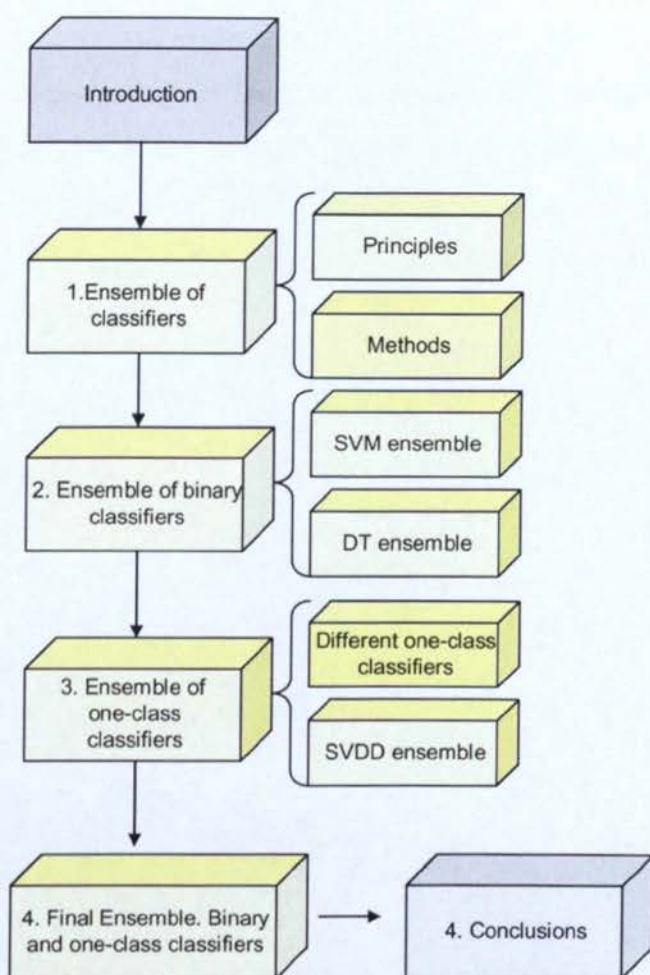 Introduction
1.Ensemble of
classifiers
Principles
Methods
2. Ensemble of binary
classifiers
SVM ensemble
DT ensemble
3. Ensemble of
one-class
classifiers
Different one-class
classifiers
SVDD ensemble
4. Final Ensemble. Binary
and one-class classifiers
4. Conclusions